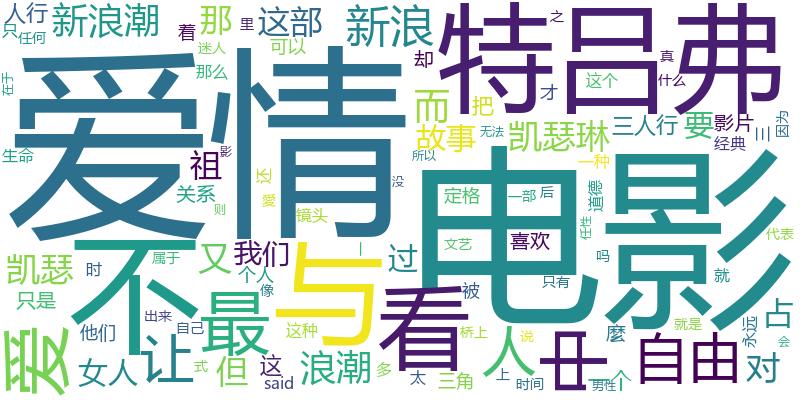 人行 只 任何 新浪潮 着 那 里 这部 新浪 特吕弗 之
迷人 那么 可以 却 这个 真 什么 才
在于 爱情 而 把 凯瑟琳 三人行 要 影片 三 因为
故事 无法 经典
生命 祖 影 还 没 所以 一种 电影
关系 则 愛 镜头 定格 一部 后 道德
凯瑟 不 属于 又 我们 与 一 过 文艺 喜欢 任性 代表
只是 时 最 个人 像 看 被 只有 吗 就 占
爱 他们 出来 自己 这种 桥上 人 说 毌 麼 就是 永远 会
女人 让 式 但 这 said 浪潮 多 太 三角 上 时间 男性 一个 自由 对